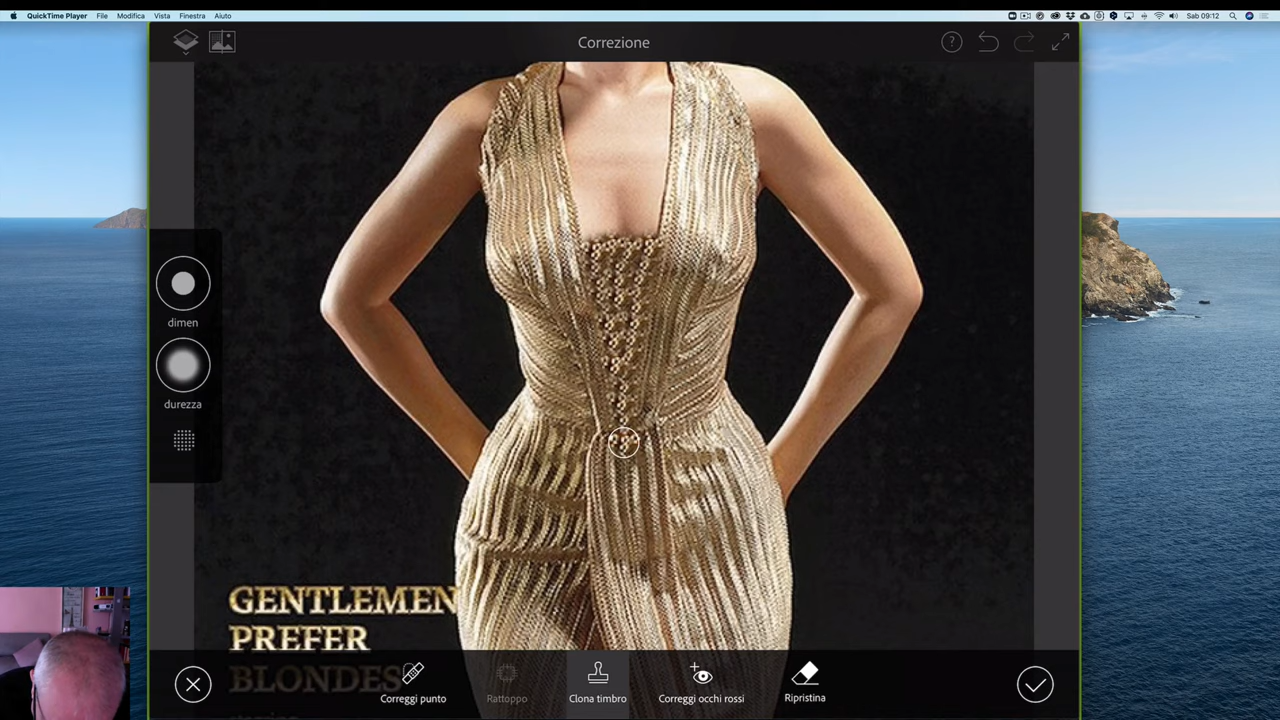 QuickTime Player File Modifica Vista Finestra Aiuto Sab 09:12
Correzione
dimen
durezza
GENTLEMEN
PREFER
BLONDES
Correggi punto Rattoppo Clona timbro Correggi occhi rossi Ripristina